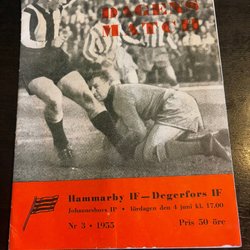 DAGENS
MATCH
Hammarby IF—Degerfors IF
Johanneshovs IP • lördagen den 4 juni kl. 17.00
Nr 3 • 1955 Pris 50 öre